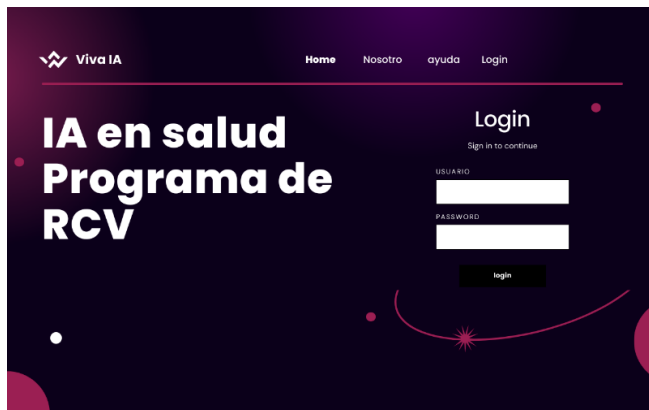 Viva IA
Home Nosotro ayuda Login
IA en salud
Programa de
RCV
Login
Sign in to continue
USUARIO
PASSWORD
login